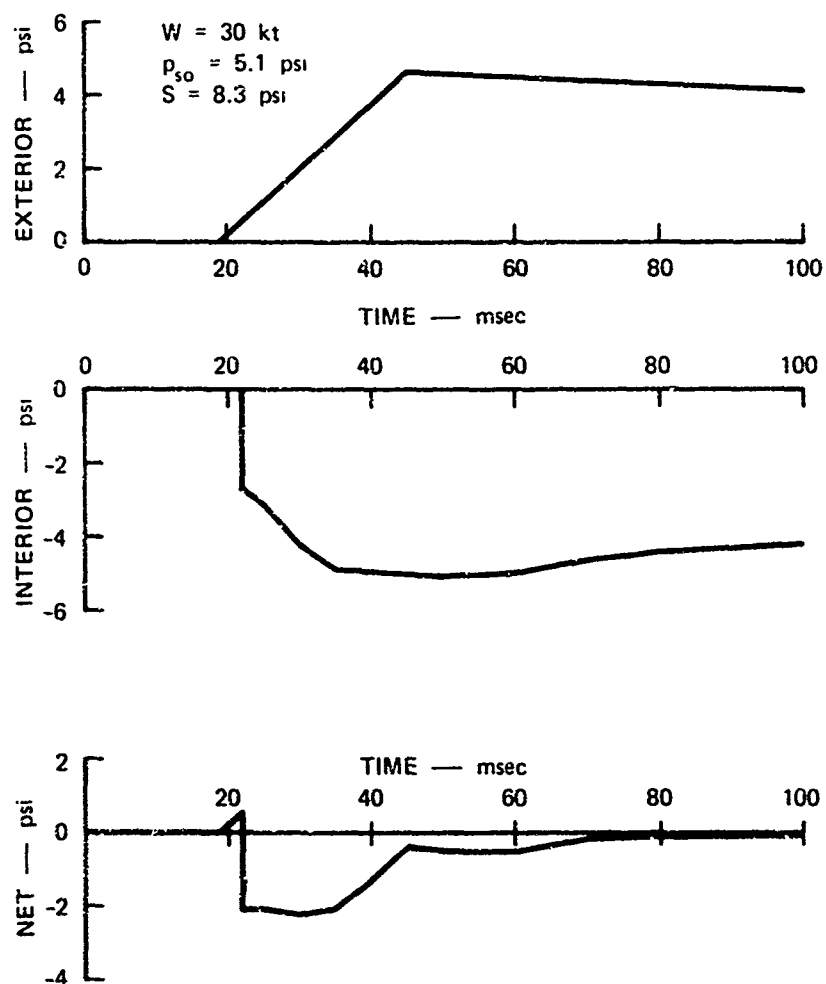 W = 30 kt
p_so = 5.1 psi
S = 8.3 psi
EXTERIOR — psi
6
4
2
0
0 20 40 60 80 100
TIME — msec
0 20 40 60 80 100
INTERIOR — psi
0
-2
-4
-6
TIME — msec
20 40 60 80 100
NET — psi
2
0
-2
-4